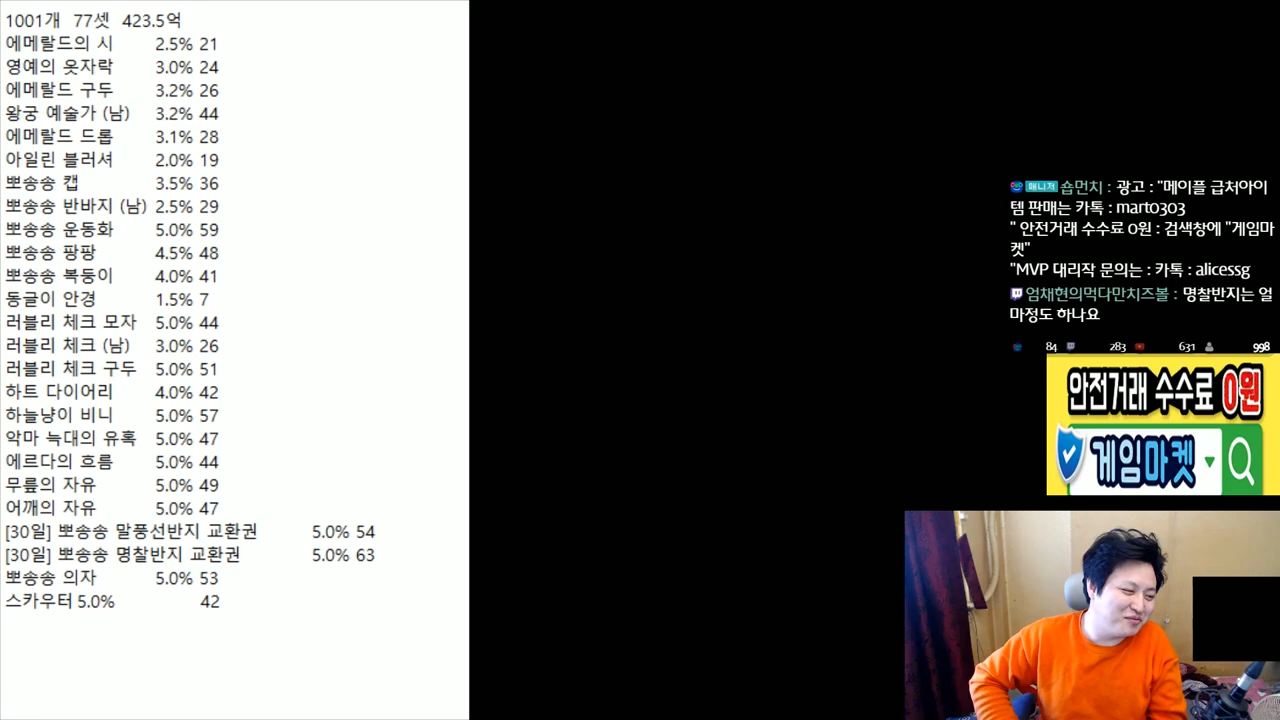 1001개 77셋 423.5억
에메랄드의 시 2.5% 21
영예의 옷자락 3.0% 24
에메랄드 구두 3.2% 26
왕궁 예술가 (남) 3.2% 44
에메랄드 드롭 3.1% 28
아일린 블러셔 2.0% 19
뽀송송 캡 3.5% 36
뽀송송 반바지 (남) 2.5% 29
뽀송송 운동화 5.0% 59
뽀송송 팡팡 4.5% 48
뽀송송 복둥이 4.0% 41
동글이 안경 1.5% 7
러블리 체크 모자 5.0% 44
러블리 체크 (남) 3.0% 26
러블리 체크 구두 5.0% 51
하트 다이어리 4.0% 42
하늘냥이 비니 5.0% 57
악마 늑대의 유혹 5.0% 47
에르다의 흐름 5.0% 44
무릎의 자유 5.0% 49
어깨의 자유 5.0% 47
[30일] 뽀송송 말풍선반지 교환권 5.0% 54
[30일] 뽀송송 명찰반지 교환권 5.0% 63
뽀송송 의자 5.0% 53
스카우터 5.0% 42
매니저 숍먼치 : 광고 : "메이플 급처아이
템 판매는 카톡 : mart0303
" 안전거래 수수료 0원 : 검색창에 "게임마
켓"
"MVP 대리작 문의는 : 카톡 : alicessg
엄채현의먹다만치즈볼 : 명찰반지는 얼
마정도 하나요
84 283 631 998
안전거래 수수료 0원
게임마켓